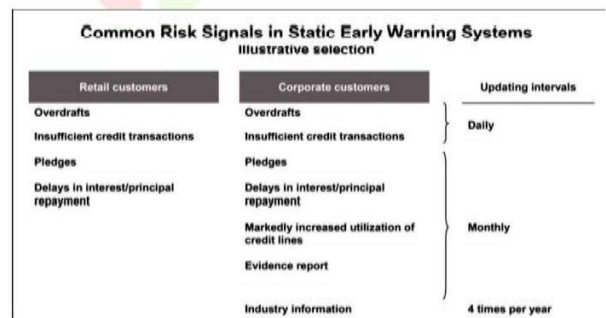 Common Risk Signals in Static Early Warning Systems
Illustrative selection
Retail customers
Overdrafts
Insufficient credit transactions
Pledges
Delays in interest/principal
repayment
Corporate customers
Overdrafts
Insufficient credit transactions
Pledges
Delays in interest/principal
repayment
Markedly increased utilization of
credit lines
Evidence report
Industry information
Updating intervals
Daily
Monthly
4 times per year